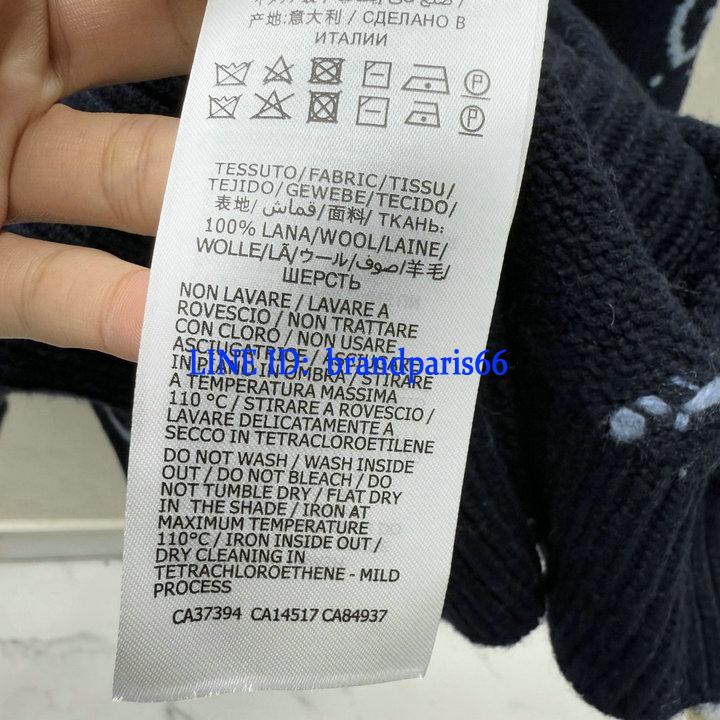 产地:意大利 / СДЕЛАНО В
ИТАЛИИ
TESSUTO/FABRIC/TISSU/
TEJIDO/GEWEBE/TECIDO/
表地/قماش/面料/ ТКАНЬ:
100% LANA/WOOL/LAINE/
WOLLE/LÃ/ウール/صوف/羊毛/
ШЕРСТЬ
NON LAVARE / LAVARE A
ROVESCIO / NON TRATTARE
CON CLORO / NON USARE
LINE ID: brandparis66
A TEMPERATURA MASSIMA
110 °C / STIRARE A ROVESCIO /
LAVARE DELICATAMENTE A
SECCO IN TETRACLOROETILENE
DO NOT WASH / WASH INSIDE
OUT / DO NOT BLEACH / DO
NOT TUMBLE DRY / FLAT DRY
IN THE SHADE / IRON AT
MAXIMUM TEMPERATURE
110°C / IRON INSIDE OUT /
DRY CLEANING IN
TETRACHLOROETHENE - MILD
PROCESS
CA37394 CA14517 CA84937